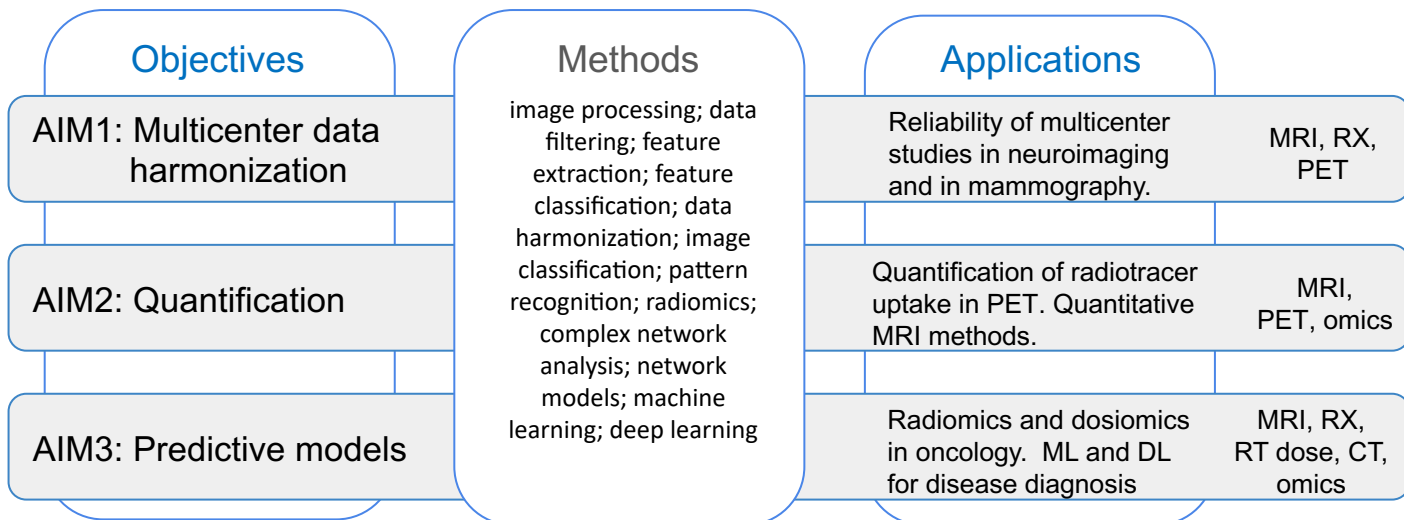 Objectives
Methods
Applications
AIM1: Multicenter data
harmonization
image processing; data
filtering; feature
extraction; feature
classification; data
harmonization; image
classification; pattern
recognition; radiomics;
complex network
analysis; network
models; machine
learning; deep learning
Reliability of multicenter
studies in neuroimaging
and in mammography.
MRI, RX,
PET
AIM2: Quantification
Quantification of radiotracer
uptake in PET. Quantitative
MRI methods.
MRI,
PET, omics
AIM3: Predictive models
Radiomics and dosiomics
in oncology.  ML and DL
for disease diagnosis
MRI, RX,
RT dose, CT,
omics